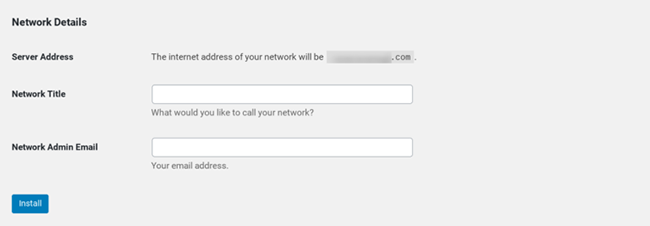 Network Details
Server Address The internet address of your network will be .com.
Network Title
What would you like to call your network?
Network Admin Email
Your email address.
Install